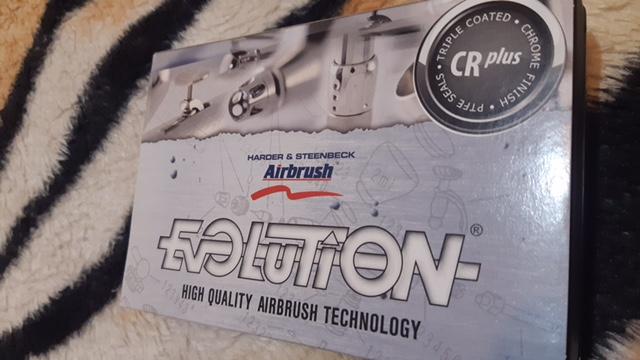 TRIPLE COATED • CHROME FINISH • PTFE SEALS •
CR plus
HARDER & STEENBECK
Airbrush
EVOLUTION®
HIGH QUALITY AIRBRUSH TECHNOLOGY